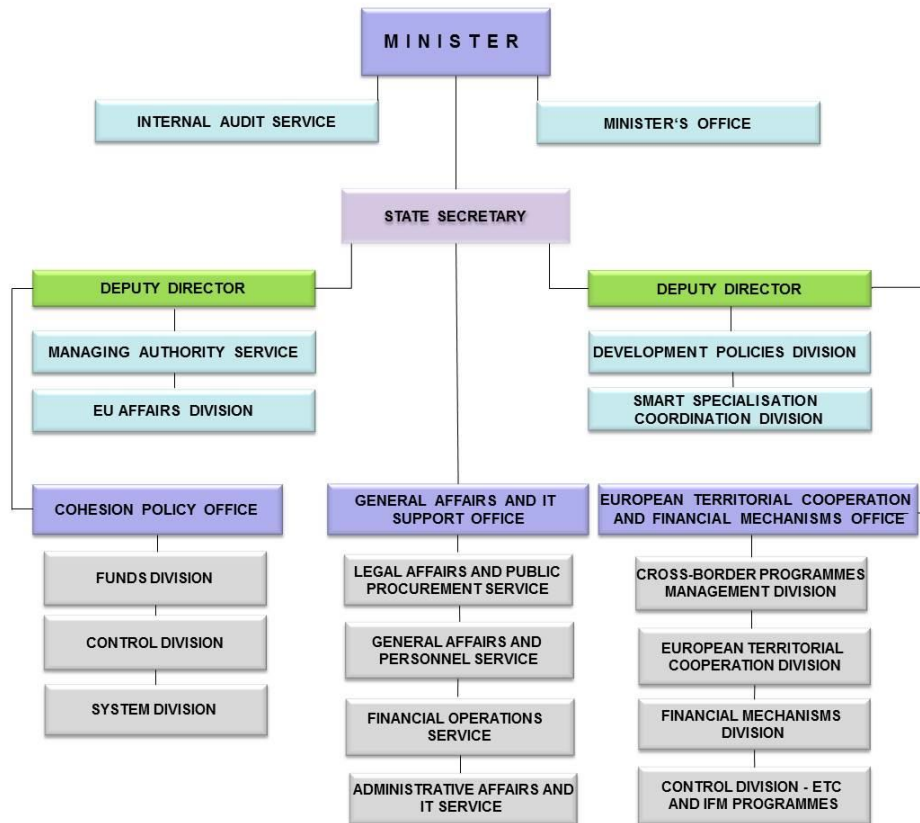 MINISTER
INTERNAL AUDIT SERVICE
MINISTER‘S OFFICE
STATE SECRETARY
DEPUTY DIRECTOR
DEPUTY DIRECTOR
MANAGING AUTHORITY SERVICE
DEVELOPMENT POLICIES DIVISION
EU AFFAIRS DIVISION
SMART SPECIALISATION
COORDINATION DIVISION
COHESION POLICY OFFICE
GENERAL AFFAIRS AND IT
SUPPORT OFFICE
EUROPEAN TERRITORIAL COOPERATION
AND FINANCIAL MECHANISMS OFFICE
FUNDS DIVISION
CONTROL DIVISION
SYSTEM DIVISION
LEGAL AFFAIRS AND PUBLIC
PROCUREMENT SERVICE
GENERAL AFFAIRS AND
PERSONNEL SERVICE
FINANCIAL OPERATIONS
SERVICE
ADMINISTRATIVE AFFAIRS AND
IT SERVICE
CROSS-BORDER PROGRAMMES
MANAGEMENT DIVISION
EUROPEAN TERRITORIAL
COOPERATION DIVISION
FINANCIAL MECHANISMS
DIVISION
CONTROL DIVISION - ETC
AND IFM PROGRAMMES